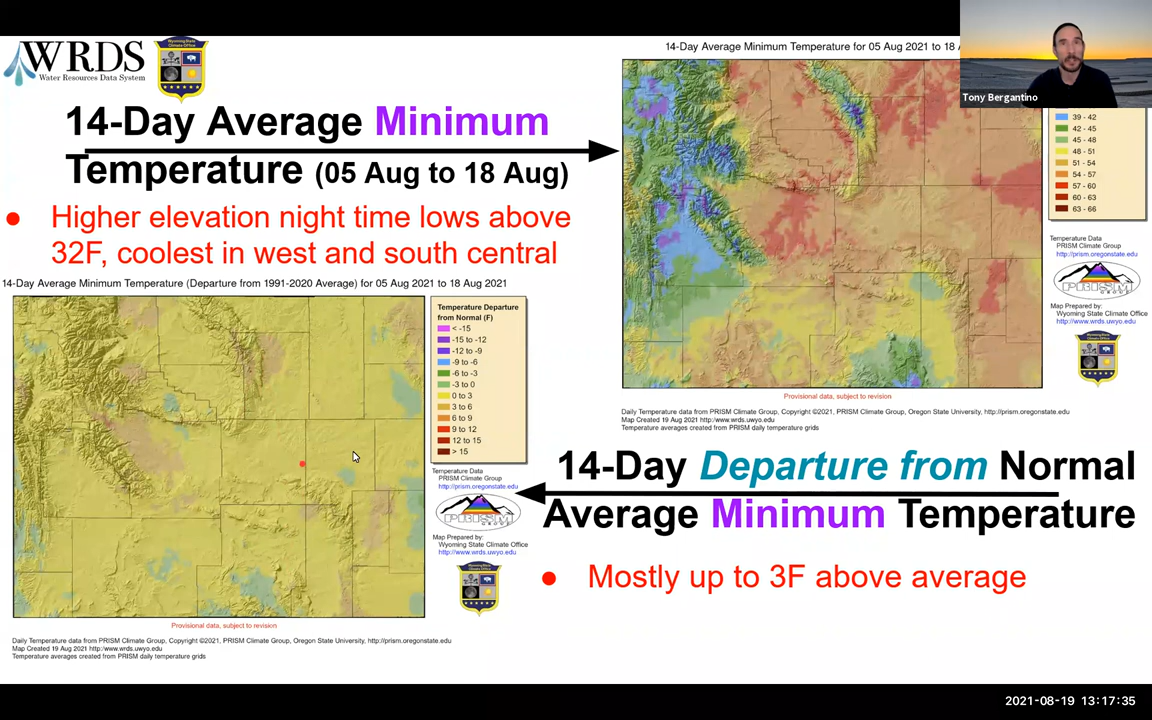 WRDS
Water Resources Data System
14-Day Average Minimum
Temperature (05 Aug to 18 Aug)
● Higher elevation night time lows above
32F, coolest in west and south central
14-Day Average Minimum Temperature for 05 Aug 2021 to 18 A
Tony Bergantino
39 - 42
42 - 45
45 - 48
48 - 51
51 - 54
54 - 57
57 - 60
60 - 63
63 - 66
Temperature Data
PRISM Climate Group
http://prism.oregonstate.edu
PRISM
GROUP
Map Prepared by:
Wyoming State Climate Office
http://www.wrds.uwyo.edu
Provisional data, subject to revision
Daily Temperature data from PRISM Climate Group, Copyright ©2021, PRISM Climate Group, Oregon State University, http://prism.oregonstate.edu
Map Created 19 Aug 2021 http:/www.wrds.uwyo.edu
Temperature averages created from PRISM daily temperature grids
14-Day Average Minimum Temperature (Departure from 1991-2020 Average) for 05 Aug 2021 to 18 Aug 2021
Temperature Departure
from Normal (F)
< -15
-15 to -12
-12 to -9
-9 to -6
-6 to -3
-3 to 0
0 to 3
3 to 6
6 to 9
9 to 12
12 to 15
> 15
Temperature Data
PRISM Climate Group
http://prism.oregonstate.edu
PRISM
GROUP
Map Prepared by:
Wyoming State Climate Office
http://www.wrds.uwyo.edu
Provisional data, subject to revision
Daily Temperature data from PRISM Climate Group, Copyright ©2021, PRISM Climate Group, Oregon State University, http://prism.oregonstate.edu
Map Created 19 Aug 2021 http:/www.wrds.uwyo.edu
Temperature averages created from PRISM daily temperature grids
14-Day Departure from Normal
Average Minimum Temperature
● Mostly up to 3F above average
2021-08-19 13:17:35